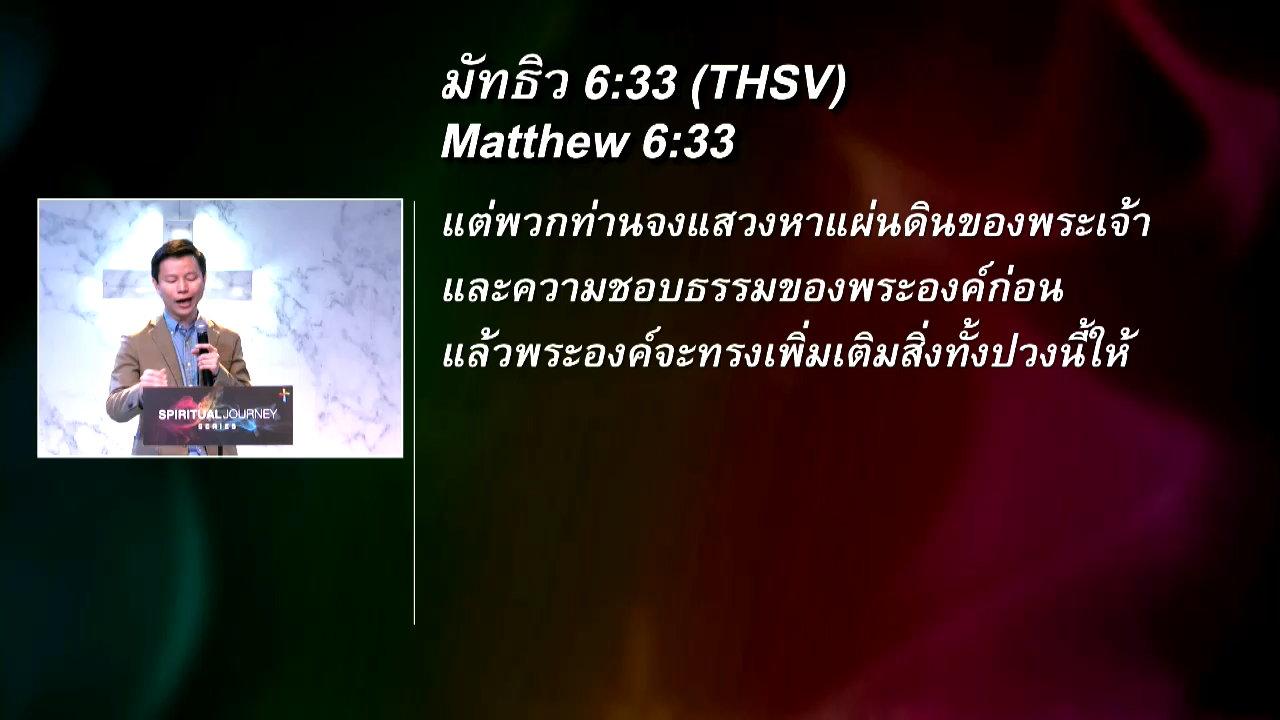 มัทธิว 6:33 (THSV)
Matthew 6:33
แต่พวกท่านจงแสวงหาแผ่นดินของพระเจ้า
และความชอบธรรมของพระองค์ก่อน
แล้วพระองค์จะทรงเพิ่มเติมสิ่งทั้งปวงนี้ให้
SPIRITUAL JOURNEY
SERIES